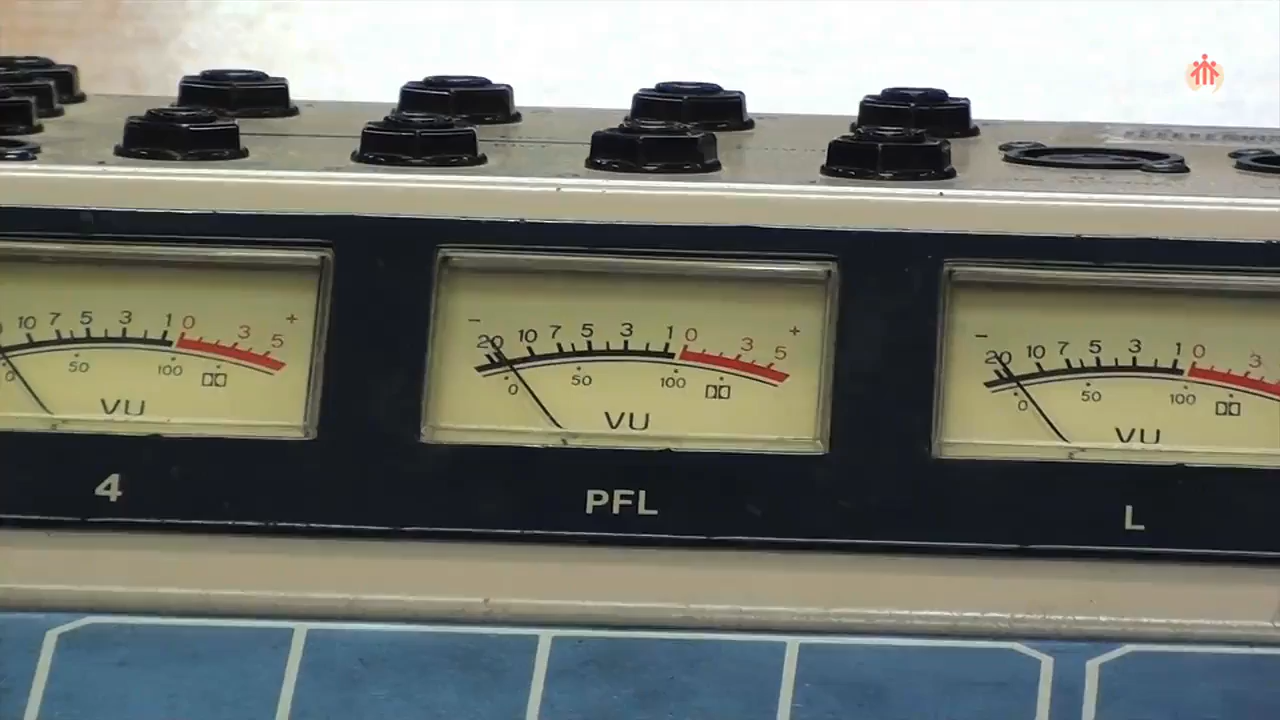 10 7 5 3 1 0 3 5 +
0 50 100
VU
4
- 20 10 7 5 3 1 0 3 5 +
0 50 100
VU
PFL
- 20 10 7 5 3 1 0 3
0 50 100
VU
L